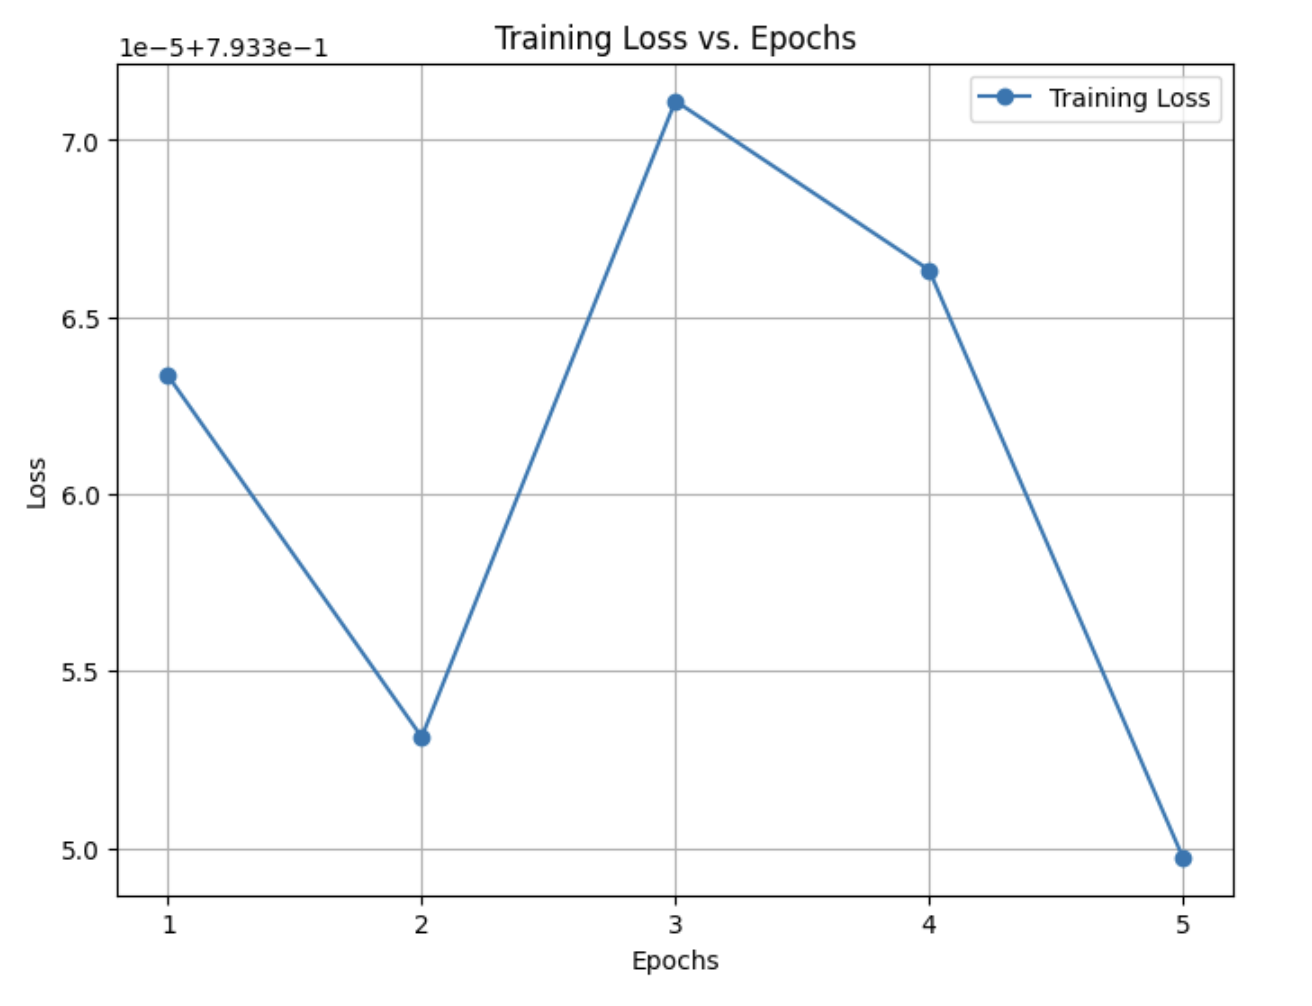 Training Loss vs. Epochs
1e−5+7.933e−1
Training Loss
7.0
6.5
6.0
5.5
5.0
Loss
1 2 3 4 5
Epochs